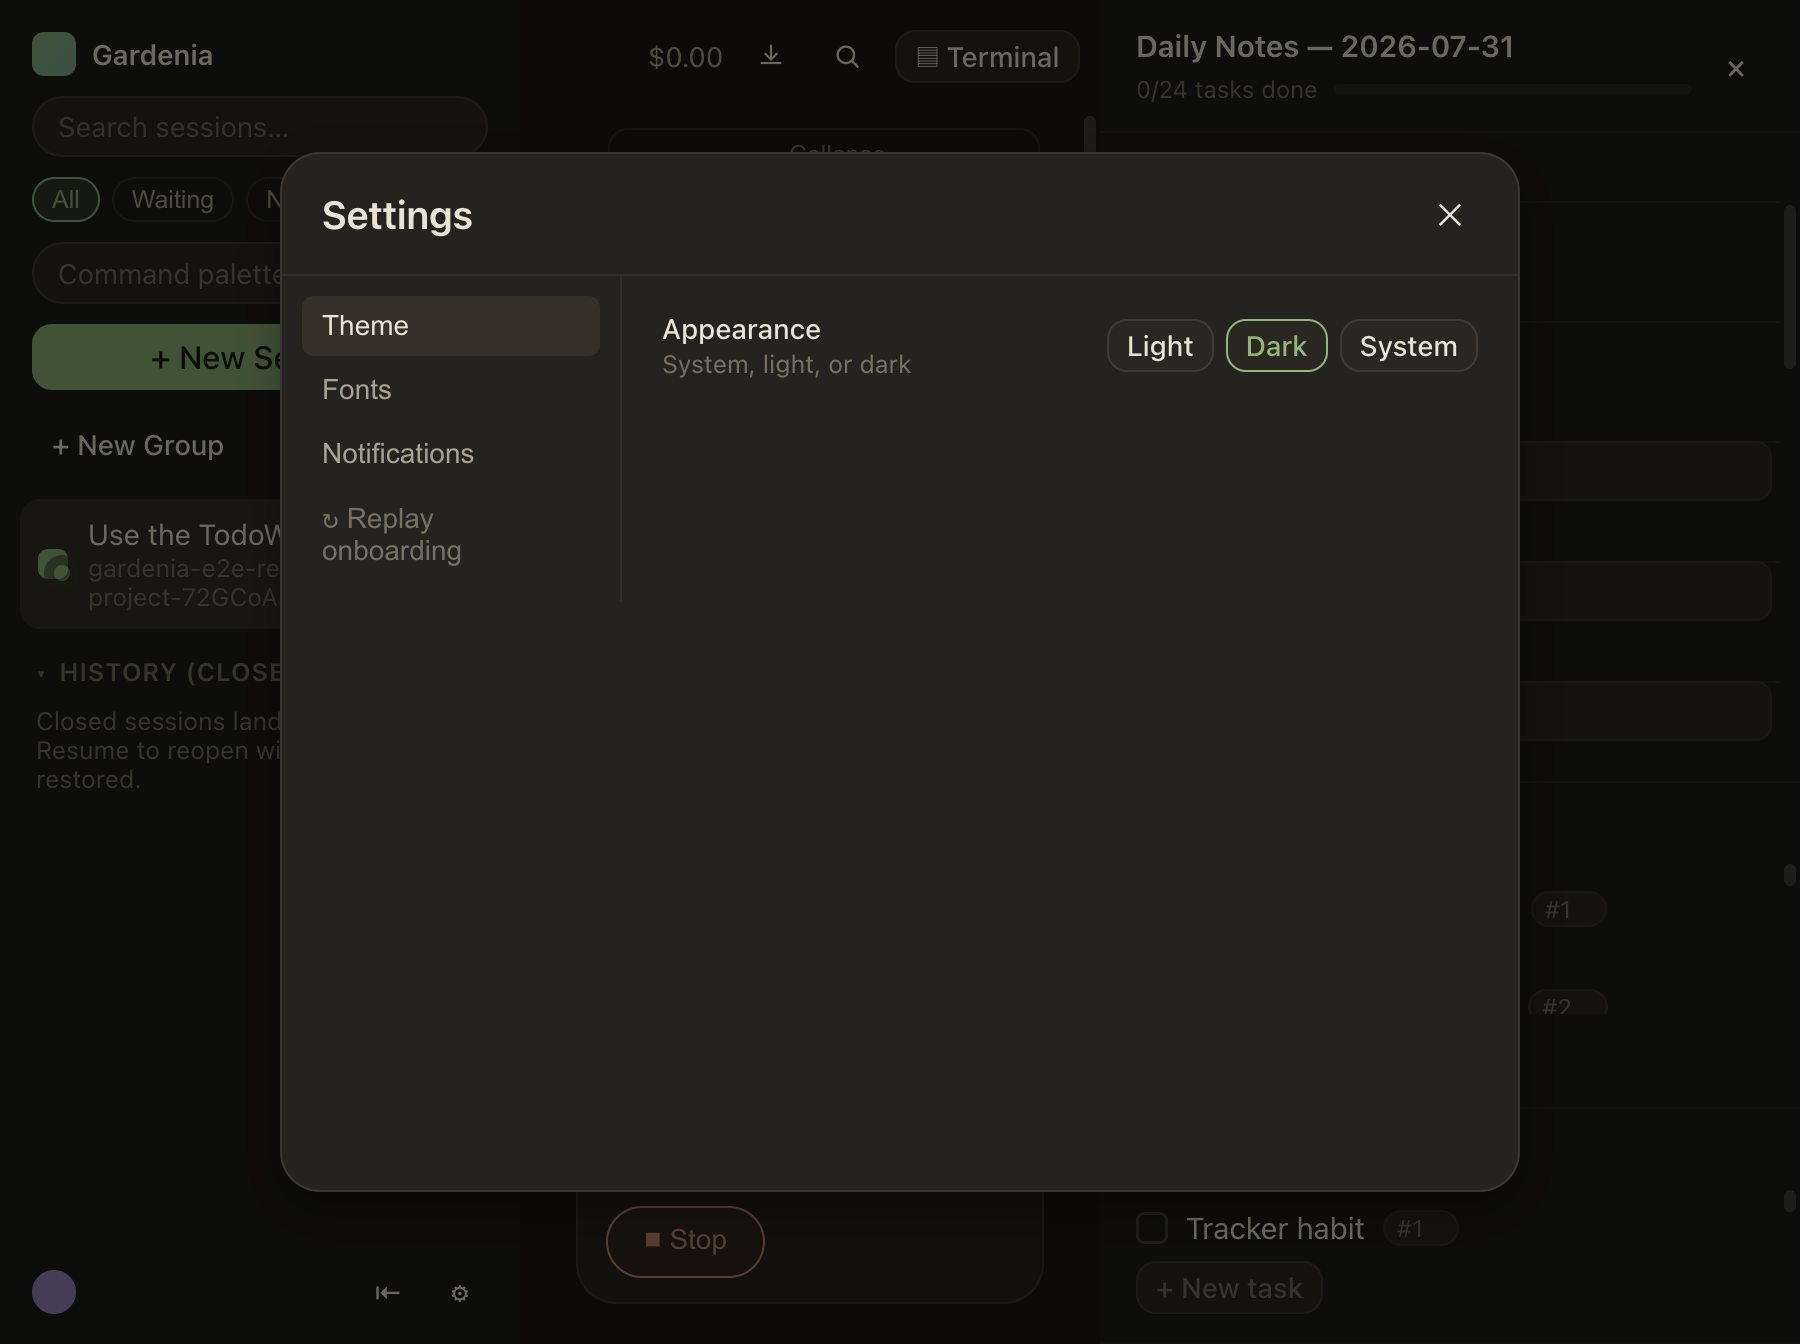 Gardenia
Search sessions...
All
Waiting
Command palette
+ New Se
+ New Group
Use the TodoW
gardenia-e2e-re
project-72GCoA
HISTORY (CLOSE
Closed sessions land
Resume to reopen wi
restored.
$0.00
Terminal
Collapse
Settings
Theme
Fonts
Notifications
↻ Replay
onboarding
Appearance
System, light, or dark
Light
Dark
System
Stop
Daily Notes — 2026-07-31
0/24 tasks done
#1
#2
Tracker habit
#1
+ New task